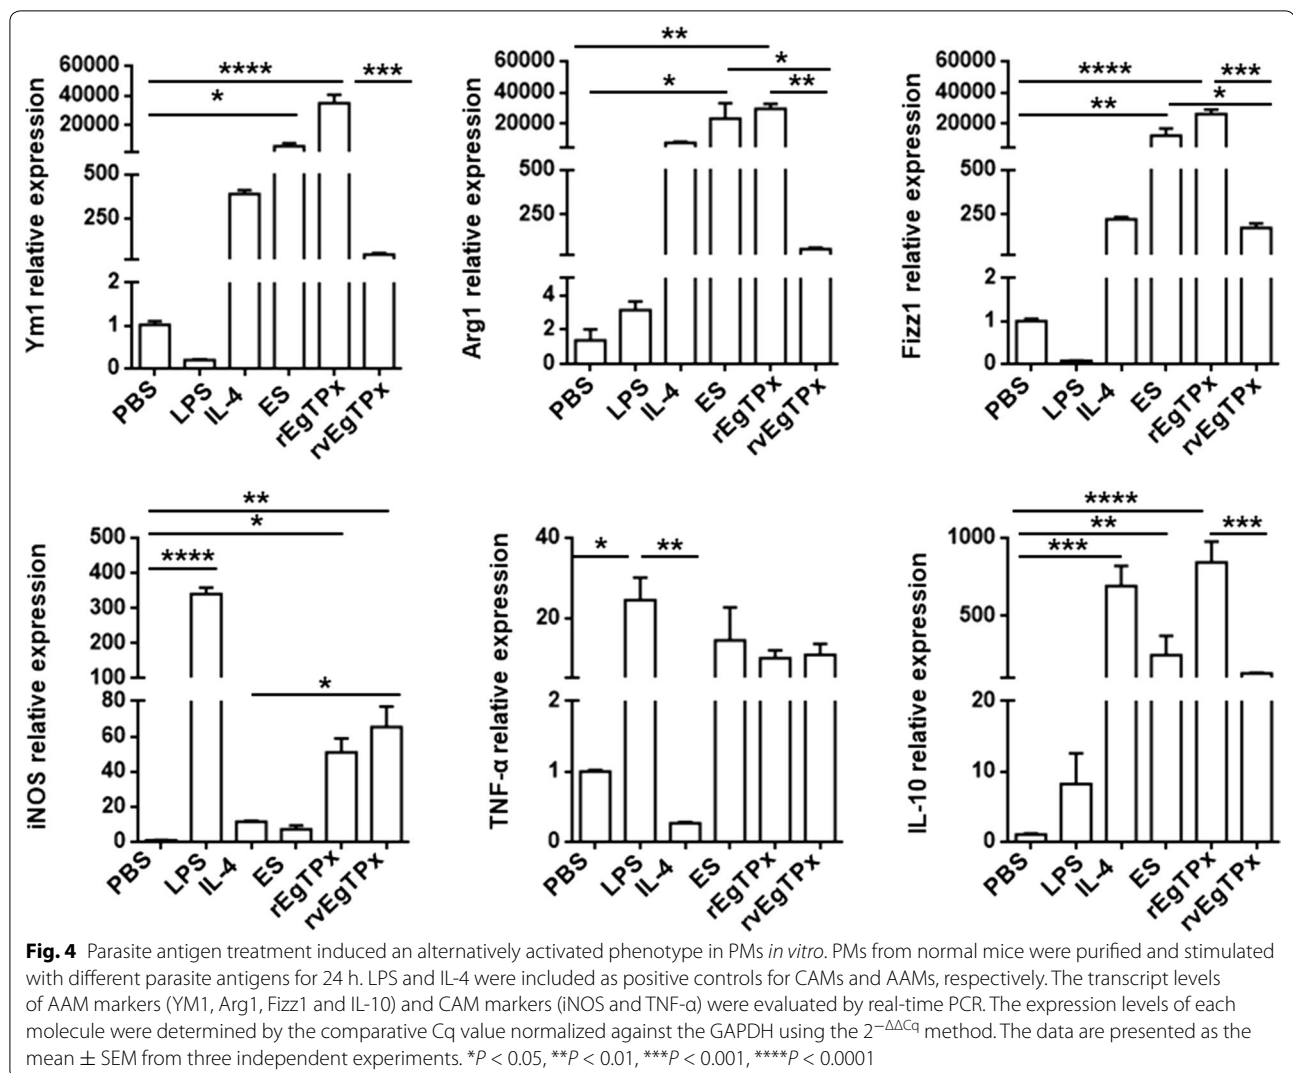 Ym1 relative expression
60000
40000
20000
500
250
2
1
0
****
***
*
PBS
LPS
IL-4
ES
rEgTPx
rvEgTPx
Arg1 relative expression
60000
40000
20000
500
250
4
2
0
**
*
*
**
PBS
LPS
IL-4
ES
rEgTPx
rvEgTPx
Fizz1 relative expression
60000
40000
20000
500
250
2
1
0
****
***
**
*
PBS
LPS
IL-4
ES
rEgTPx
rvEgTPx
iNOS relative expression
500
400
300
200
100
80
60
40
20
0
**
*
****
*
PBS
LPS
IL-4
ES
rEgTPx
rvEgTPx
TNF-α relative expression
40
20
2
1
0
*
**
PBS
LPS
IL-4
ES
rEgTPx
rvEgTPx
IL-10 relative expression
1000
500
20
10
0
****
**
***
***
PBS
LPS
IL-4
ES
rEgTPx
rvEgTPx
Fig. 4 Parasite antigen treatment induced an alternatively activated phenotype in PMs in vitro. PMs from normal mice were purified and stimulated
with different parasite antigens for 24 h. LPS and IL-4 were included as positive controls for CAMs and AAMs, respectively. The transcript levels
of AAM markers (YM1, Arg1, Fizz1 and IL-10) and CAM markers (iNOS and TNF-α) were evaluated by real-time PCR. The expression levels of each
molecule were determined by the comparative Cq value normalized against the GAPDH using the 2−ΔΔCq method. The data are presented as the
mean ± SEM from three independent experiments. *P < 0.05, **P < 0.01, ***P < 0.001, ****P < 0.0001